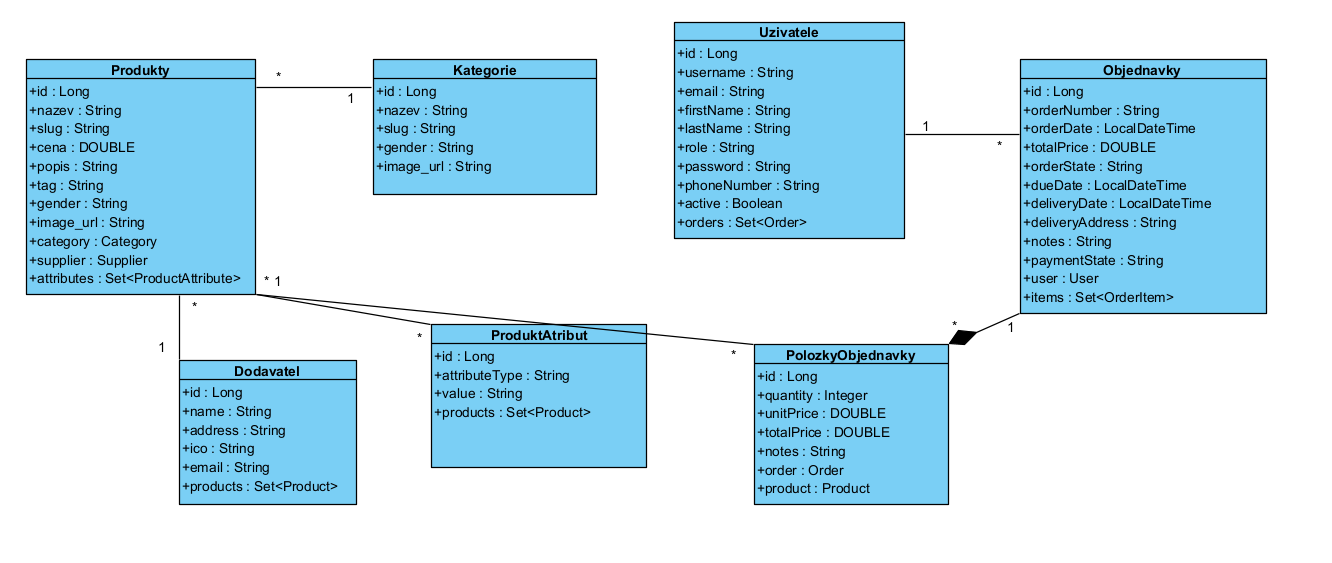 Produkty
+id : Long
+nazev : String
+slug : String
+cena : DOUBLE
+popis : String
+tag : String
+gender : String
+image_url : String
+category : Category
+supplier : Supplier
+attributes : Set<ProductAttribute>
*
1
Kategorie
+id : Long
+nazev : String
+slug : String
+gender : String
+image_url : String
Uzivatele
+id : Long
+username : String
+email : String
+firstName : String
+lastName : String
+role : String
+password : String
+phoneNumber : String
+active : Boolean
+orders : Set<Order>
1
*
Objednavky
+id : Long
+orderNumber : String
+orderDate : LocalDateTime
+totalPrice : DOUBLE
+orderState : String
+dueDate : LocalDateTime
+deliveryDate : LocalDateTime
+deliveryAddress : String
+notes : String
+paymentState : String
+user : User
+items : Set<OrderItem>
* 1
*
1
Dodavatel
+id : Long
+name : String
+address : String
+ico : String
+email : String
+products : Set<Product>
*
ProduktAtribut
+id : Long
+attributeType : String
+value : String
+products : Set<Product>
*
*
1
PolozkyObjednavky
+id : Long
+quantity : Integer
+unitPrice : DOUBLE
+totalPrice : DOUBLE
+notes : String
+order : Order
+product : Product